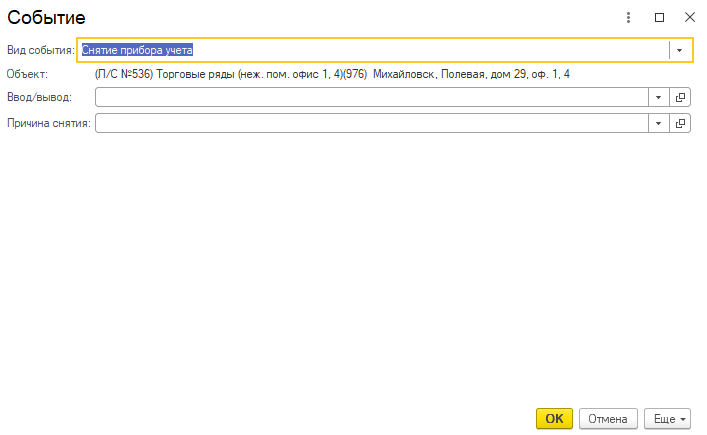 Событие
Вид события: Снятие прибора учета
Объект: (Л/С №536) Торговые ряды (неж. пом. офис 1, 4)(976) Михайловск, Полевая, дом 29, оф. 1, 4
Ввод/вывод:
Причина снятия:
OK Отмена Еще